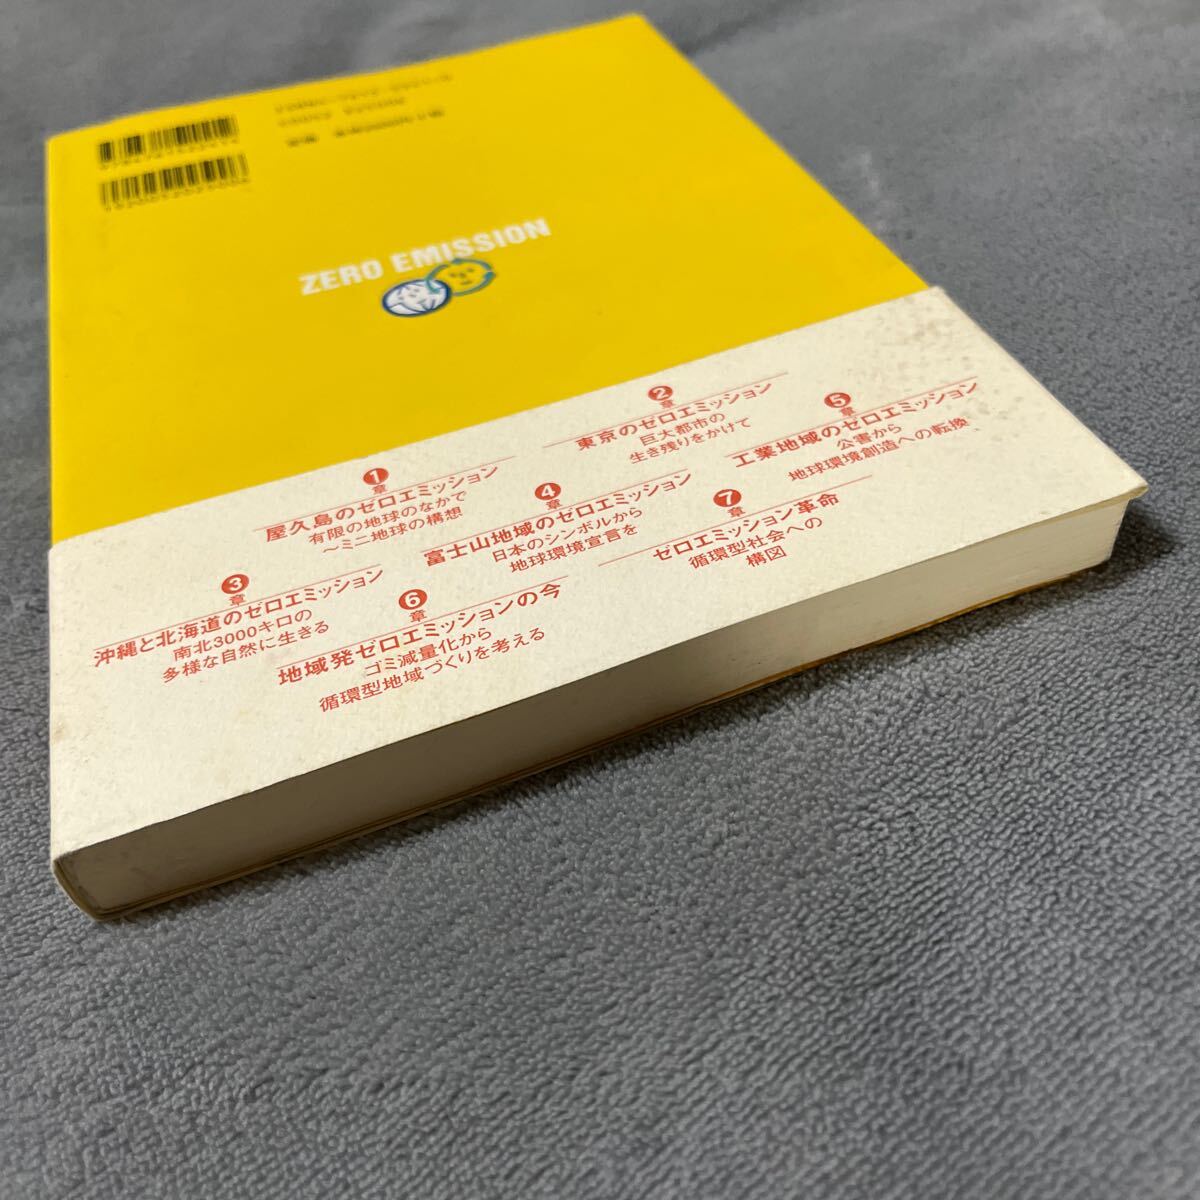 ZERO EMISSION
1
章
屋久島のゼロエミッション
有限の地球のなかで
〜ミニ地球の構想
2
章
東京のゼロエミッション
巨大都市の
生き残りをかけて
3
章
沖縄と北海道のゼロエミッション
南北3000キロの
多様な自然に生きる
4
章
富士山地域のゼロエミッション
日本のシンボルから
地球環境宣言を
5
章
工業地域のゼロエミッション
公害から
地球環境創造への転換
6
章
地域発ゼロエミッションの今
ゴミ減量化から
循環型地域づくりを考える
7
章
ゼロエミッション革命
循環型社会への
構図